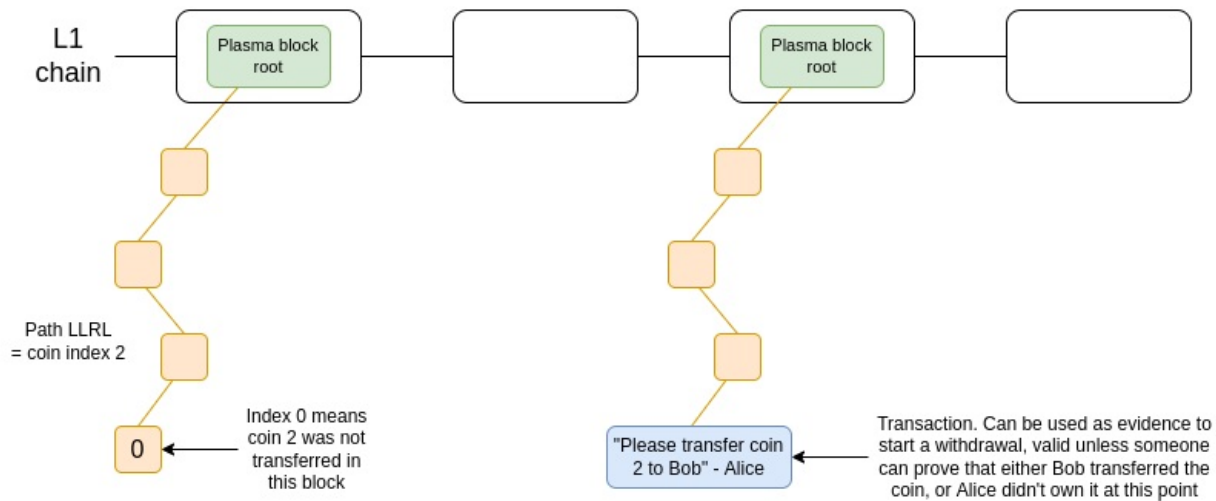 L1
chain
Plasma block
root
Plasma block
root
Path LLRL
= coin index 2
0
Index 0 means
coin 2 was not
transferred in
this block
"Please transfer coin
2 to Bob" - Alice
Transaction. Can be used as evidence to
start a withdrawal, valid unless someone
can prove that either Bob transferred the
coin, or Alice didn't own it at this point